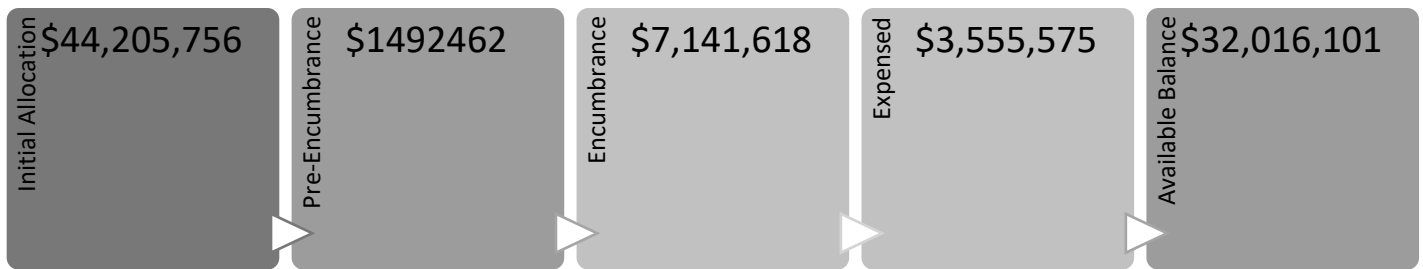 Initial Allocation
$44,205,756
Pre-Encumbrance
$1492462
Encumbrance
$7,141,618
Expensed
$3,555,575
Available Balance
$32,016,101